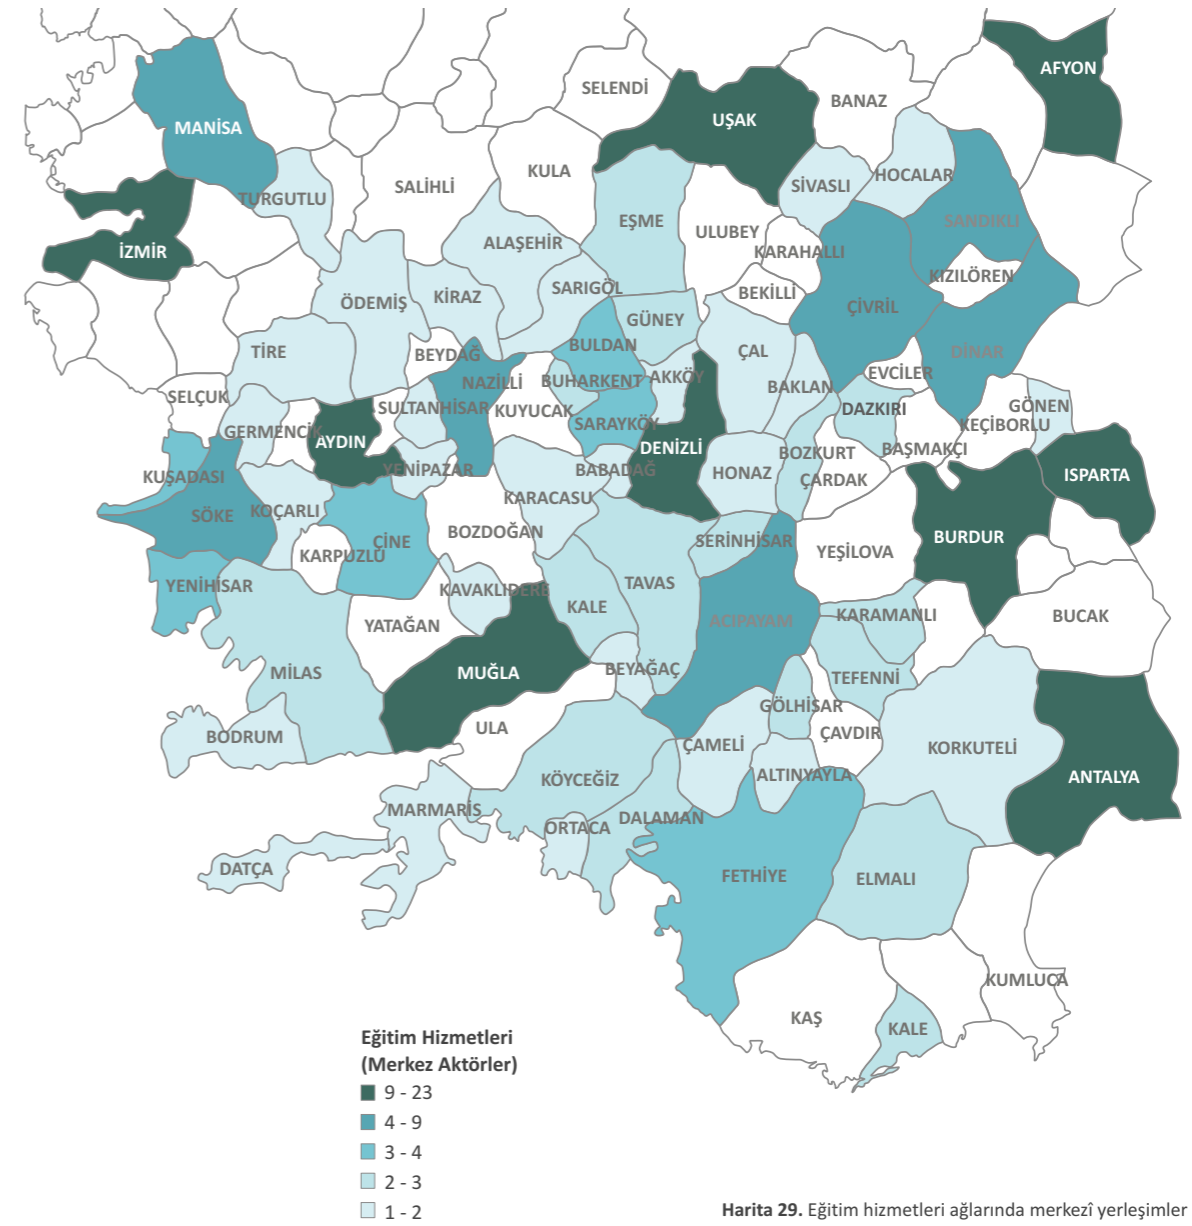 AFYON
SELENDİ
BANAZ
UŞAK
MANİSA
KULA
HOCALAR
SİVASLI
SALİHLİ
TURGUTLU
EŞME
SANDIKLI
ULUBEY
ALAŞEHİR
KARAHALLI
İZMİR
KIZILÖREN
SARIGÖL
BEKİLLİ
KİRAZ
ÖDEMİŞ
ÇİVRİL
GÜNEY
BULDAN
TİRE
ÇAL
DİNAR
BEYDAĞ
EVCİLER
AKKÖY
BUHARKENT
NAZİLLİ
BAKLAN
SELÇUK
SULTANHİSAR
KUYUCAK
DAZKIRI
GÖNEN
SARAYKÖY
KEÇİBORLU
GERMENCİK
AYDIN
DENİZLİ
BAŞMAKÇI
BOZKURT
YENİPAZAR
BABADAĞ
HONAZ
ÇARDAK
ISPARTA
KUŞADASI
KARACASU
KOÇARLI
SÖKE
BOZDOĞAN
BURDUR
ÇİNE
SERİNHİSAR
KARPUZLU
YEŞİLOVA
YENİHİSAR
TAVAS
KAVAKLIDERE
KALE
KARAMANLI
BUCAK
YATAĞAN
ACIPAYAM
MİLAS
MUĞLA
BEYAĞAÇ
TEFENNİ
GÖLHİSAR
ULA
ÇAVDIR
BODRUM
ÇAMELİ
KORKUTELİ
KÖYCEĞİZ
ALTINYAYLA
ANTALYA
MARMARİS
DALAMAN
ORTACA
DATÇA
FETHİYE
ELMALI
KUMLUCA
KAŞ
KALE
Eğitim Hizmetleri
(Merkez Aktörler)
9 - 23
4 - 9
3 - 4
2 - 3
1 - 2
Harita 29. Eğitim hizmetleri ağlarında merkezî yerleşimler